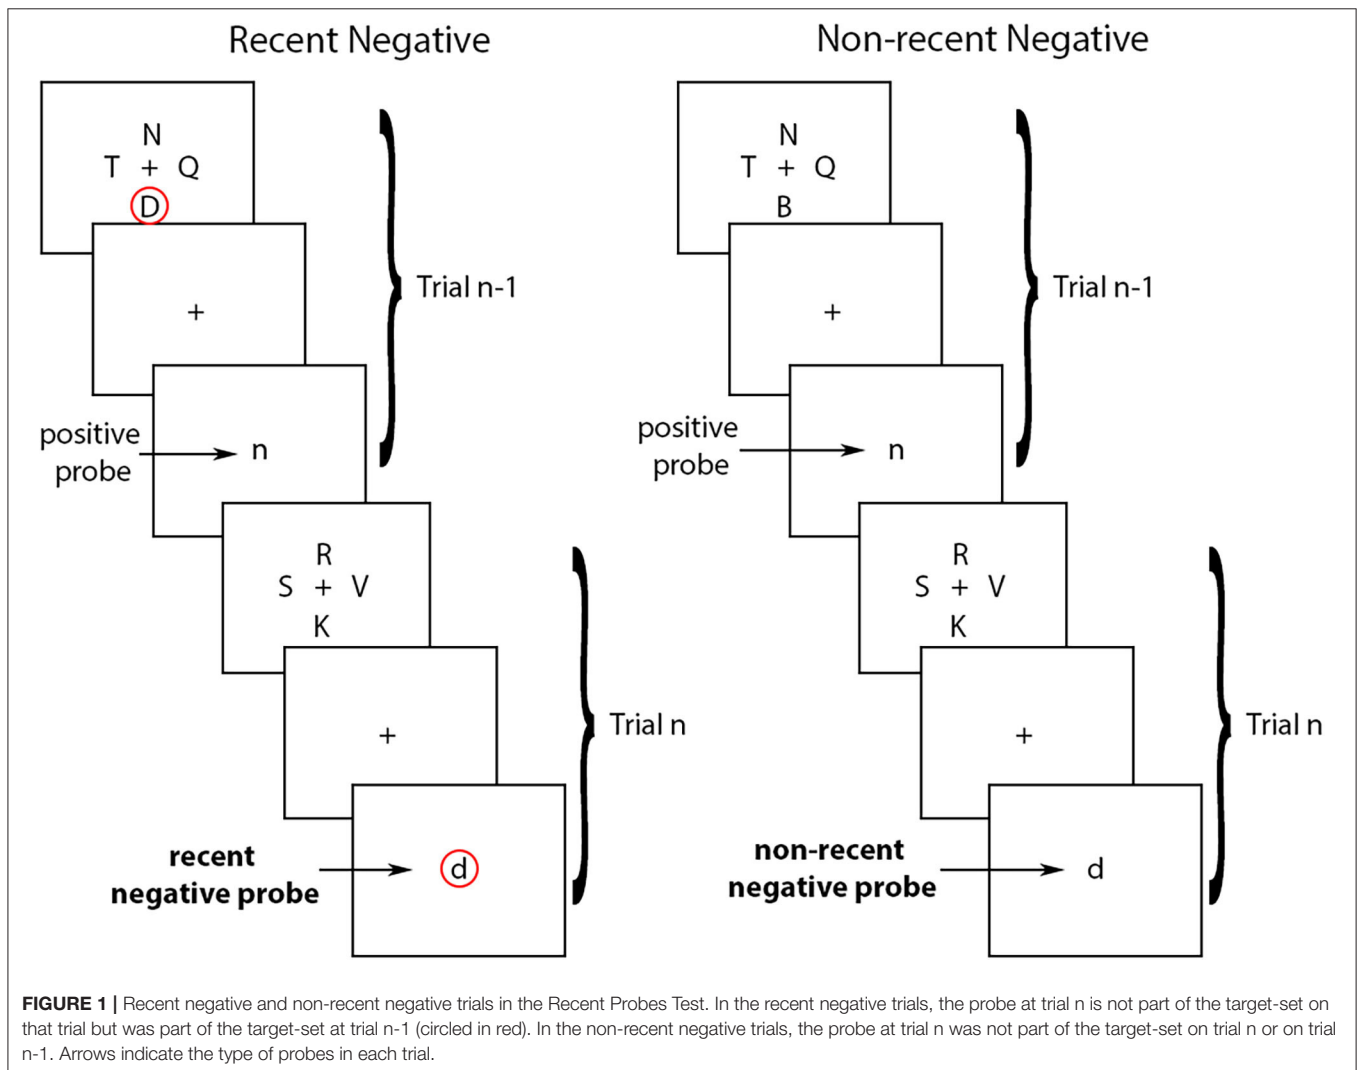 Recent Negative
N
T + Q
D
+
Trial n-1
positive
probe
n
R
S + V
K
+
Trial n
recent
negative probe
d
Non-recent Negative
N
T + Q
B
+
Trial n-1
positive
probe
n
R
S + V
K
+
Trial n
non-recent
negative probe
d
FIGURE 1 | Recent negative and non-recent negative trials in the Recent Probes Test. In the recent negative trials, the probe at trial n is not part of the target-set on
that trial but was part of the target-set at trial n-1 (circled in red). In the non-recent negative trials, the probe at trial n was not part of the target-set on trial n or on trial
n-1. Arrows indicate the type of probes in each trial.